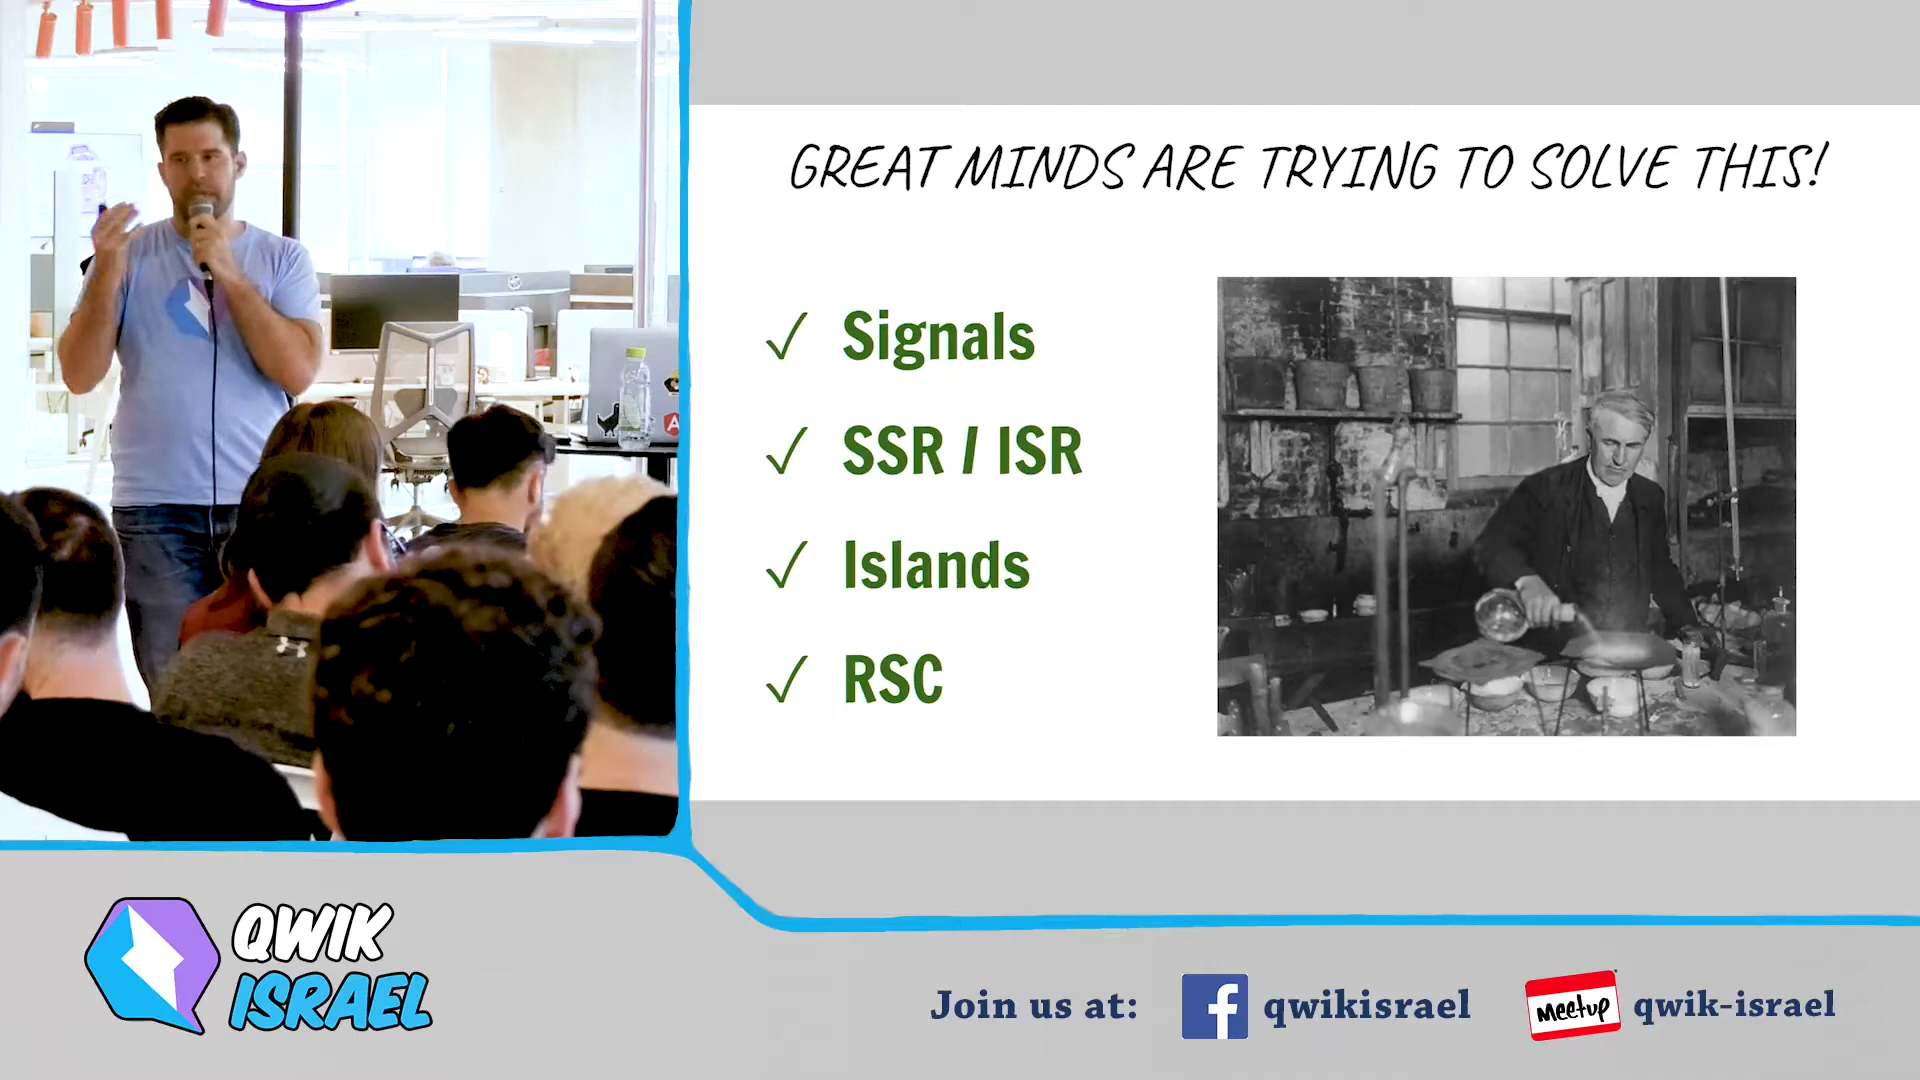 GREAT MINDS ARE TRYING TO SOLVE THIS!
✓ Signals
✓ SSR / ISR
✓ Islands
✓ RSC
QWIK
ISRAEL
Join us at:
f qwikisrael
meetup qwik-israel